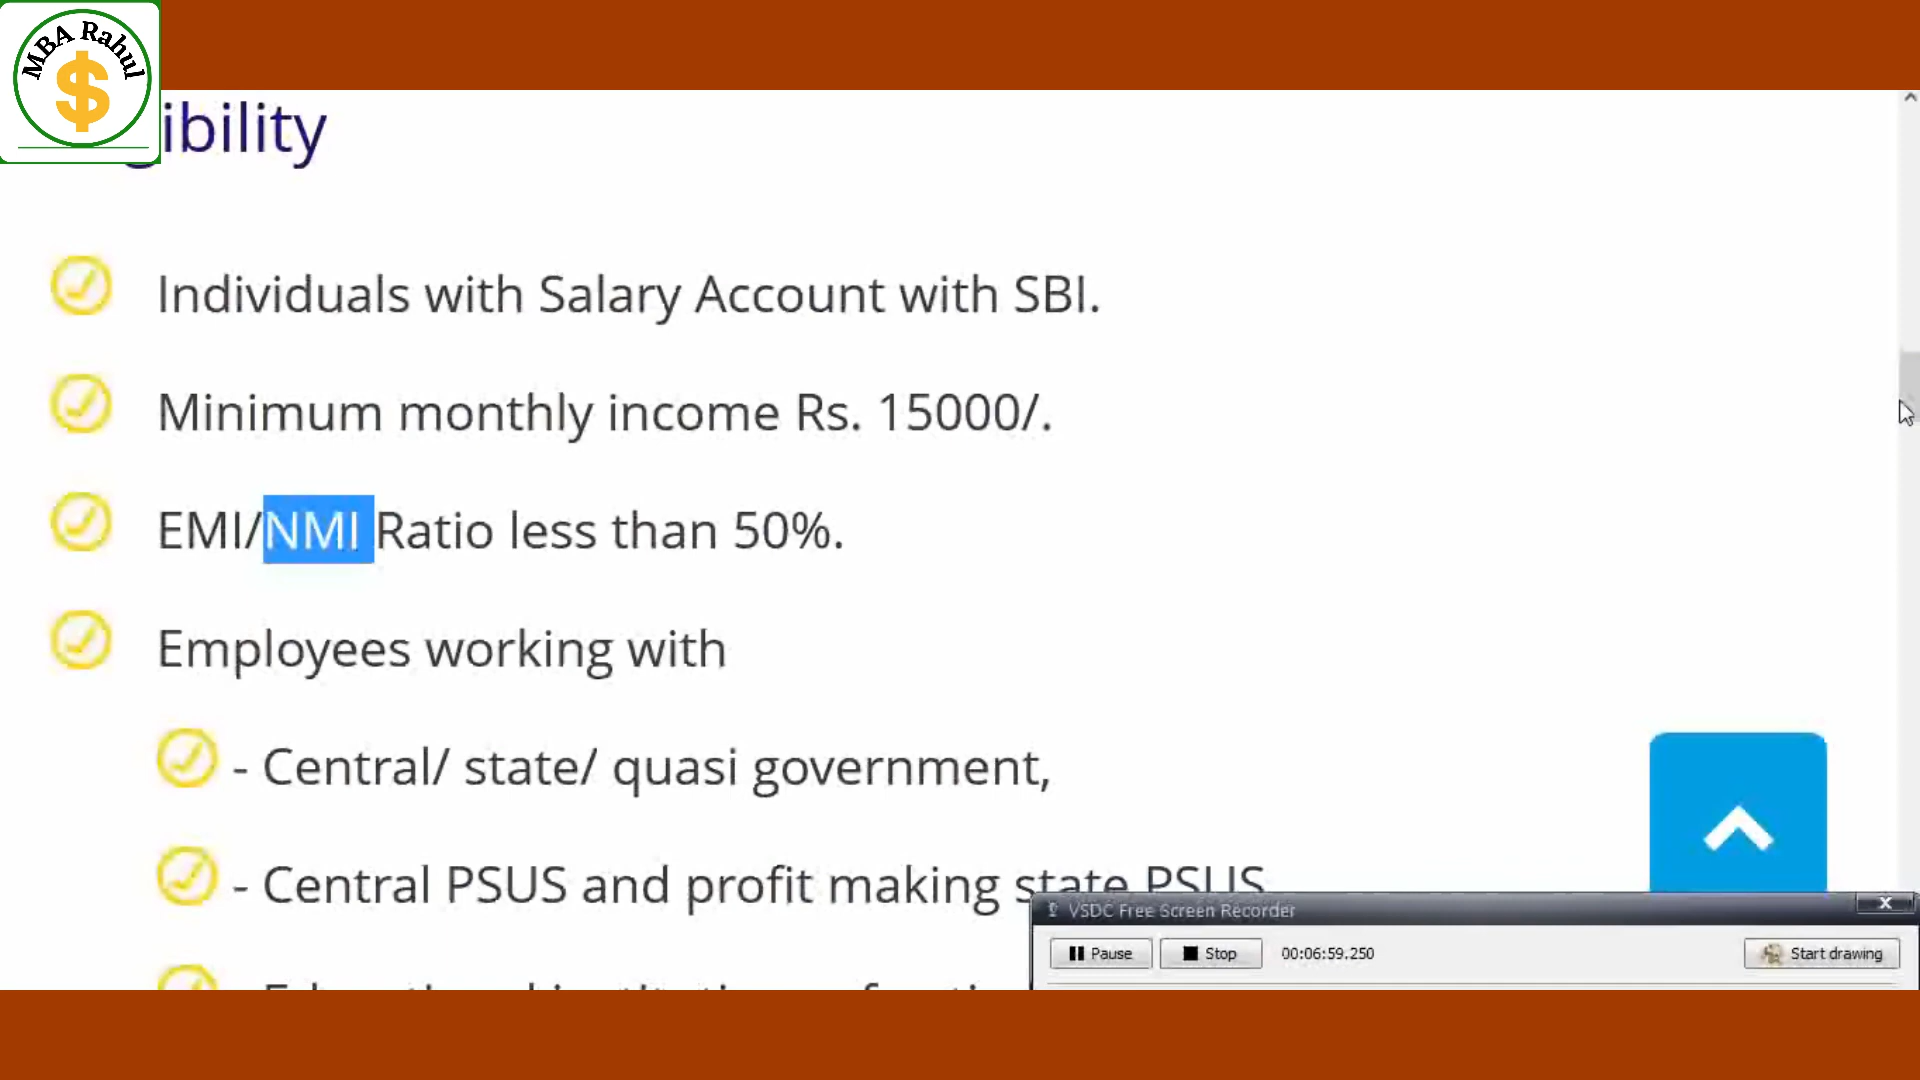 MBA Rahul
$
ibility
Individuals with Salary Account with SBI.
Minimum monthly income Rs. 15000/.
EMI/NMI Ratio less than 50%.
Employees working with
- Central/ state/ quasi government,
- Central PSUS and profit making state PSUS
VSDC Free Screen Recorder
Pause Stop 00:06:59.250 Start drawing